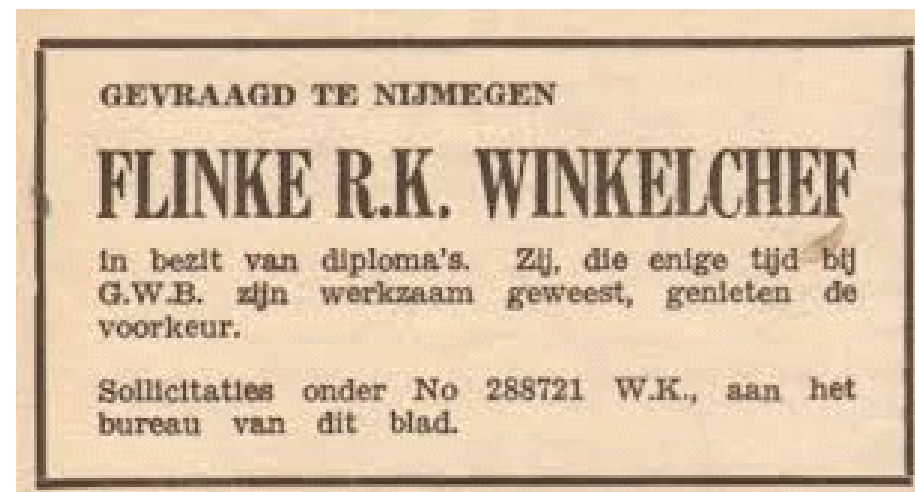 GEVRAAGD TE NIJMEGEN
FLINKE R.K. WINKELCHEF
in bezit van diploma's. Zij, die enige tijd bij
G.W.B. zijn werkzaam geweest, genieten de
voorkeur.
Sollicitaties onder No 288721 W.K., aan het
bureau van dit blad.